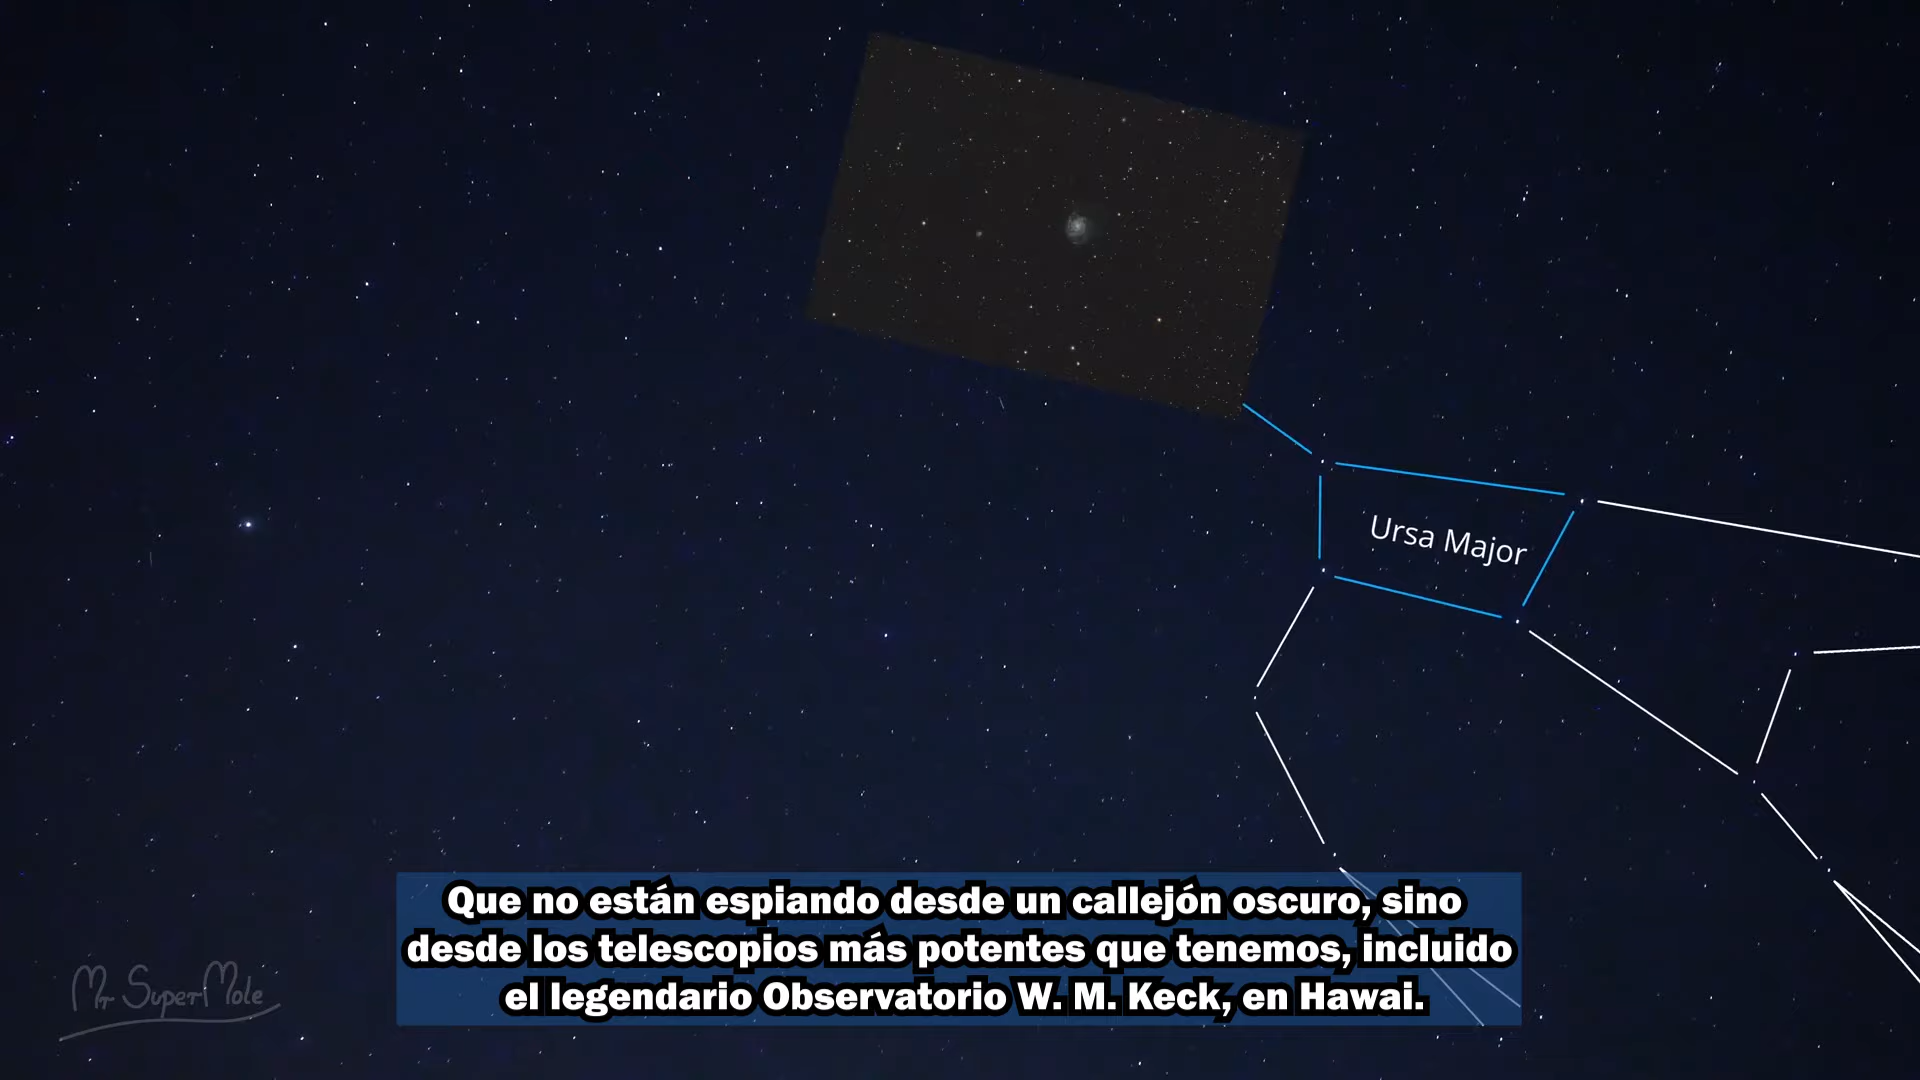 Ursa Major
Que no están espiando desde un callejón oscuro, sino
desde los telescopios más potentes que tenemos, incluido
el legendario Observatorio W. M. Keck, en Hawai.
Mr SuperMole